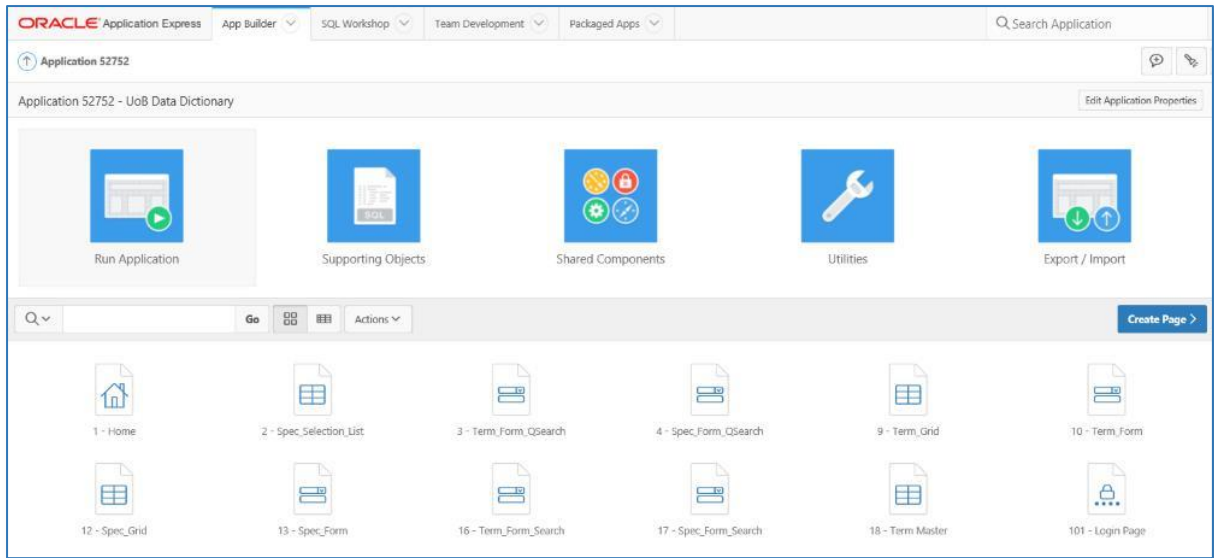 ORACLE Application Express App Builder SQL Workshop Team Development Packaged Apps Search Application
Application 52752
Application 52752 - UoB Data Dictionary Edit Application Properties
SQL
Run Application Supporting Objects Shared Components Utilities Export / Import
Go Actions Create Page >
1 - Home 2 - Spec_Selection_List 3 - Term_Form_QSearch 4 - Spec_Form_QSearch 9 - Term_Grid 10 - Term_Form
12 - Spec_Grid 13 - Spec_Form 16 - Term_Form_Search 17 - Spec_Form_Search 18 - Term Master 101 - Login Page